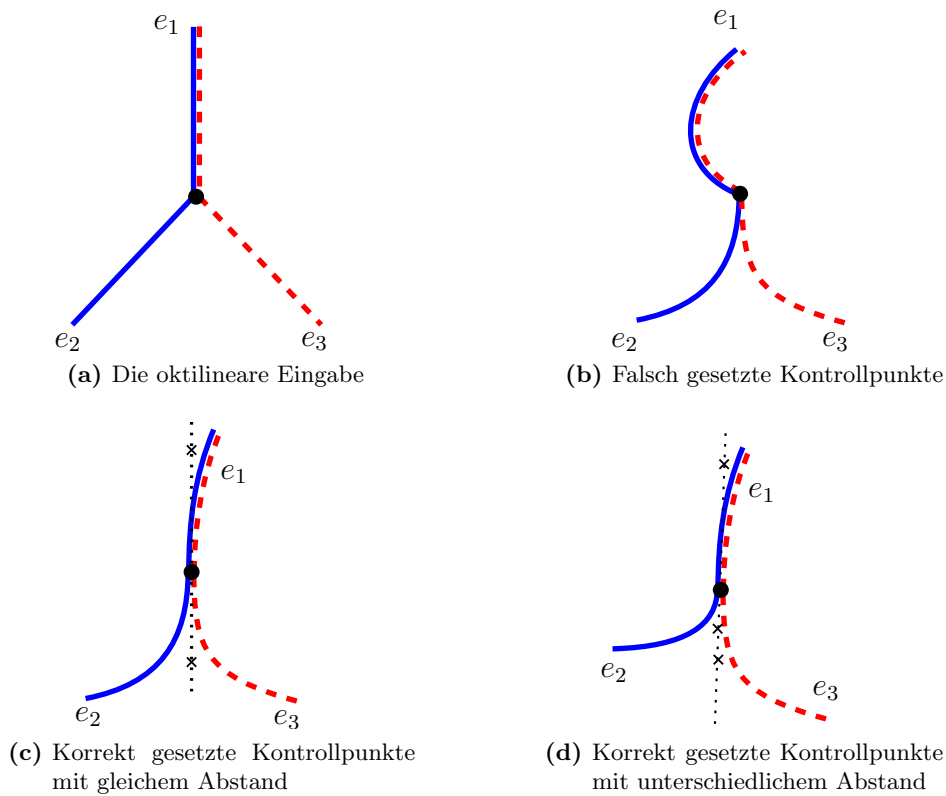 e1
e2
e3
(a) Die oktilineare Eingabe
e1
e2
e3
(b) Falsch gesetzte Kontrollpunkte
e1
e2
e3
(c) Korrekt gesetzte Kontrollpunkte
mit gleichem Abstand
e1
e2
e3
(d) Korrekt gesetzte Kontrollpunkte
mit unterschiedlichem Abstand